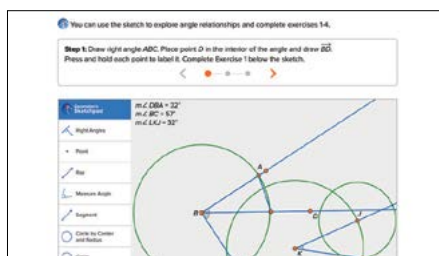 You can use the sketch to explore angle relationships and complete exercises 1-4.
Step 1: Draw right angle ABC. Place point D in the interior of the angle and draw BD.
Press and hold each point to label it. Complete Exercise 1 below the sketch.
Sketchpad
m∠DBA = 32°
m∠BC = 57°
m∠LKJ = 32°
Right Angles
Point
Ray
Measure Angle
Segment
Circle by Center
and Radius
A
B
D
J
K